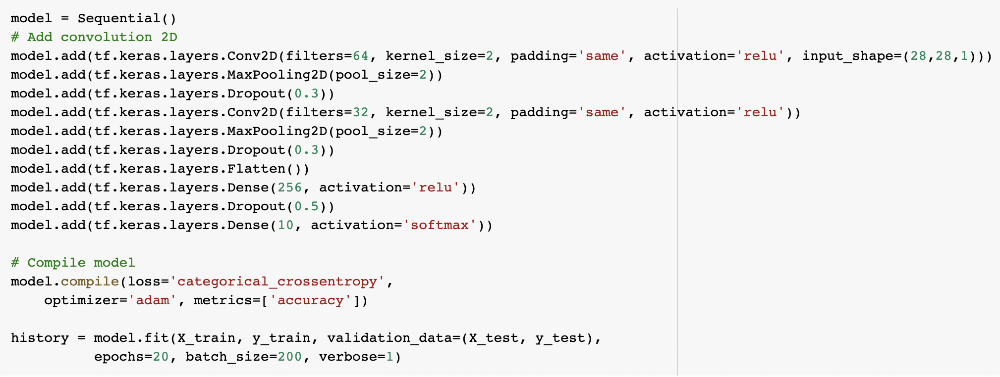 model = Sequential()
# Add convolution 2D
model.add(tf.keras.layers.Conv2D(filters=64, kernel_size=2, padding='same', activation='relu', input_shape=(28,28,1)))
model.add(tf.keras.layers.MaxPooling2D(pool_size=2))
model.add(tf.keras.layers.Dropout(0.3))
model.add(tf.keras.layers.Conv2D(filters=32, kernel_size=2, padding='same', activation='relu'))
model.add(tf.keras.layers.MaxPooling2D(pool_size=2))
model.add(tf.keras.layers.Dropout(0.3))
model.add(tf.keras.layers.Flatten())
model.add(tf.keras.layers.Dense(256, activation='relu'))
model.add(tf.keras.layers.Dropout(0.5))
model.add(tf.keras.layers.Dense(10, activation='softmax'))

# Compile model
model.compile(loss='categorical_crossentropy',
    optimizer='adam', metrics=['accuracy'])

history = model.fit(X_train, y_train, validation_data=(X_test, y_test),
          epochs=20, batch_size=200, verbose=1)